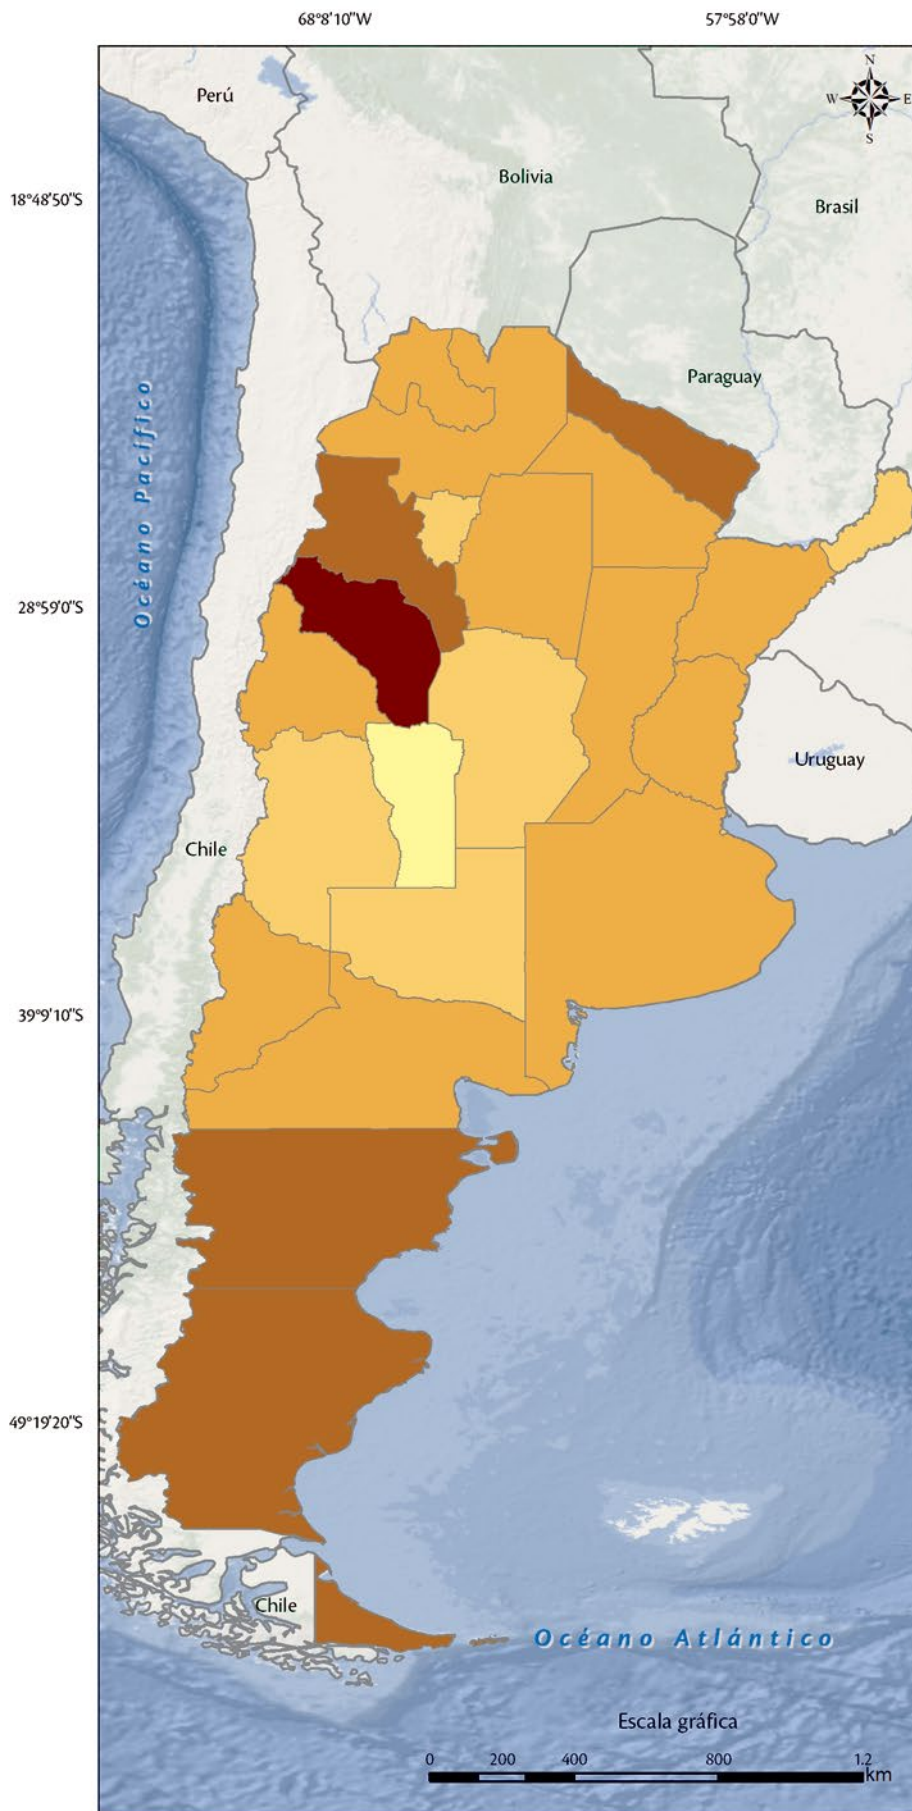 68°8'10"W
57°58'0"W
N
W
E
S
Perú
Bolivia
18°48'50"S
Brasil
Paraguay
Océano Pacífico
28°59'0"S
Uruguay
Chile
39°9'10"S
49°19'20"S
Chile
Océano Atlántico
Escala gráfica
0 200 400 800 1.2
km